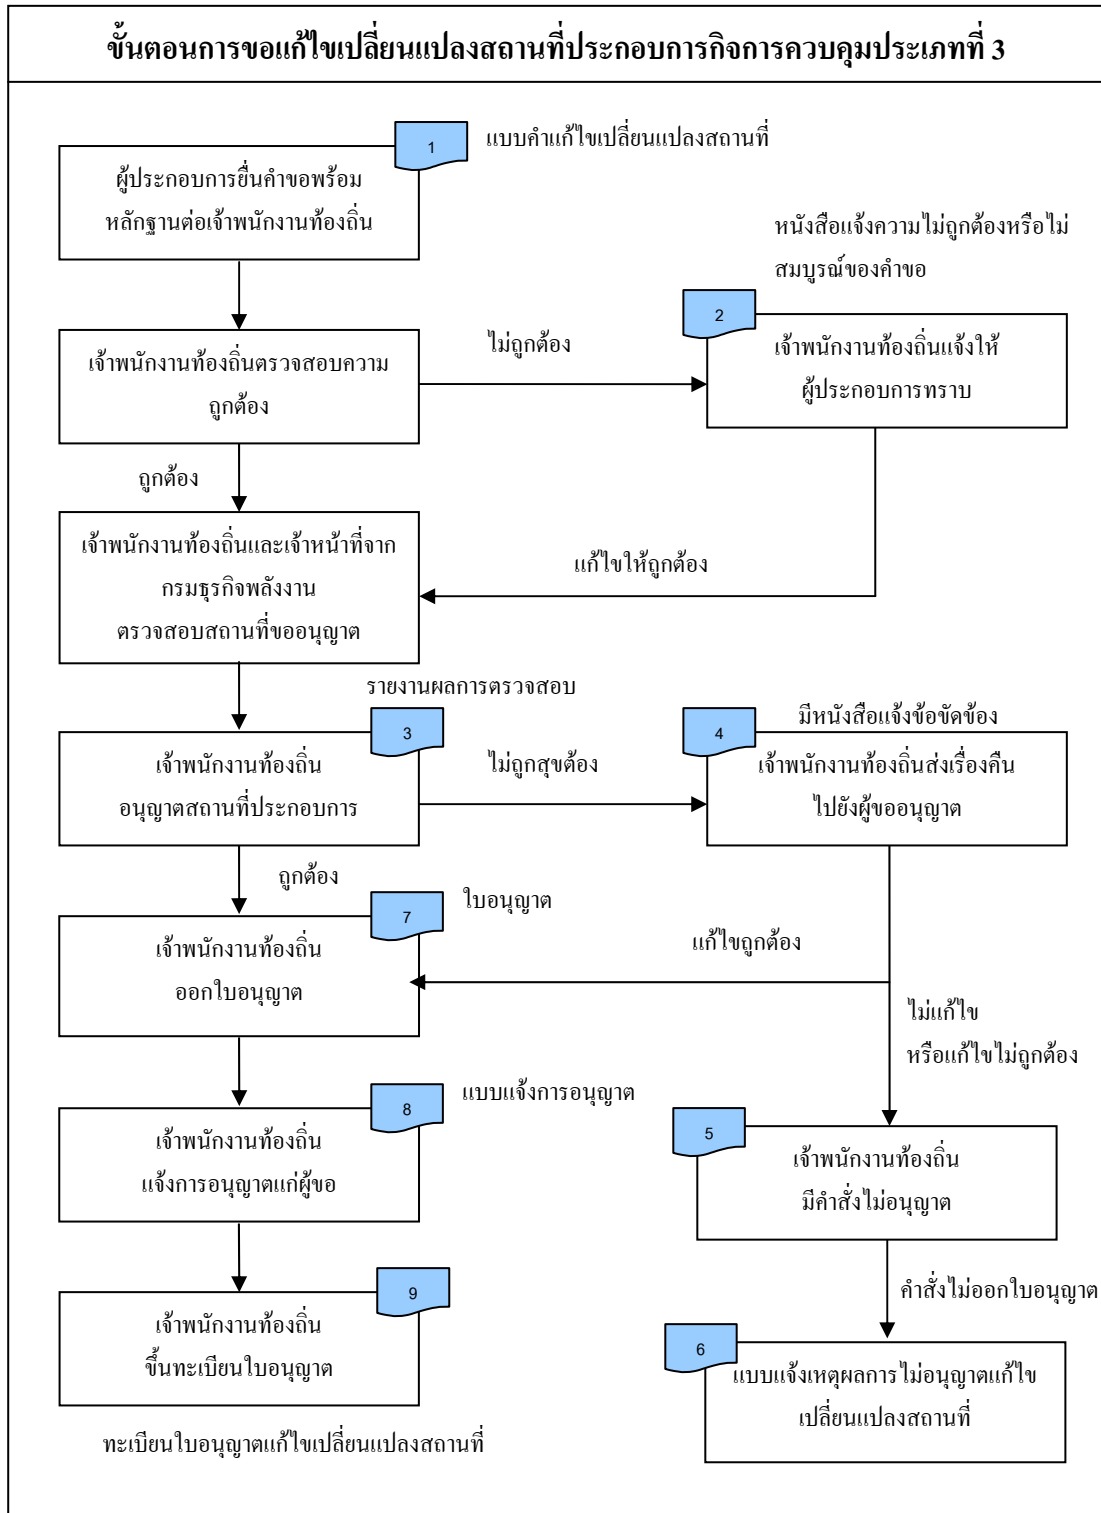 ขั้นตอนการขอแก้ไขเปลี่ยนแปลงสถานที่ประกอบการกิจการควบคุมประเภทที่ 3
1
แบบคำแก้ไขเปลี่ยนแปลงสถานที่
ผู้ประกอบการยื่นคำขอพร้อม
หลักฐานต่อเจ้าพนักงานท้องถิ่น
หนังสือแจ้งความไม่ถูกต้องหรือไม่
สมบูรณ์ของคำขอ
2
เจ้าพนักงานท้องถิ่นตรวจสอบความ
ถูกต้อง
ไม่ถูกต้อง
เจ้าพนักงานท้องถิ่นแจ้งให้
ผู้ประกอบการทราบ
ถูกต้อง
เจ้าพนักงานท้องถิ่นและเจ้าหน้าที่จาก
กรมธุรกิจพลังงาน
ตรวจสอบสถานที่ขออนุญาต
แก้ไขให้ถูกต้อง
รายงานผลการตรวจสอบ
3
เจ้าพนักงานท้องถิ่น
อนุญาตสถานที่ประกอบการ
ไม่ถูกสุขต้อง
4
มีหนังสือแจ้งข้อขัดข้อง
เจ้าพนักงานท้องถิ่นส่งเรื่องคืน
ไปยังผู้ขออนุญาต
ถูกต้อง
7
ใบอนุญาต
เจ้าพนักงานท้องถิ่น
ออกใบอนุญาต
แก้ไขถูกต้อง
ไม่แก้ไข
หรือแก้ไขไม่ถูกต้อง
8
แบบแจ้งการอนุญาต
เจ้าพนักงานท้องถิ่น
แจ้งการอนุญาตแก่ผู้ขอ
5
เจ้าพนักงานท้องถิ่น
มีคำสั่งไม่อนุญาต
คำสั่งไม่ออกใบอนุญาต
9
เจ้าพนักงานท้องถิ่น
ขึ้นทะเบียนใบอนุญาต
6
แบบแจ้งเหตุผลการไม่อนุญาตแก้ไข
เปลี่ยนแปลงสถานที่
ทะเบียนใบอนุญาตแก้ไขเปลี่ยนแปลงสถานที่